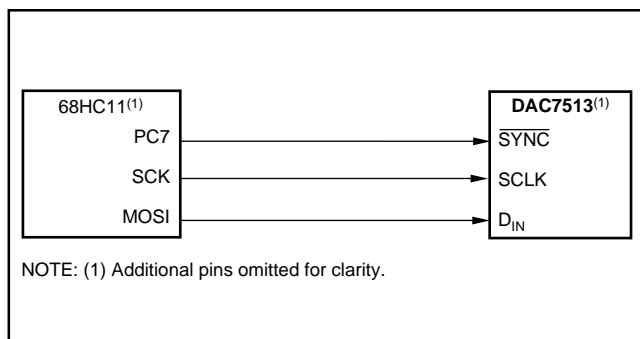 68HC11(1)
PC7
SCK
MOSI
DAC7513(1)
SYNC
SCLK
DIN
NOTE: (1) Additional pins omitted for clarity.